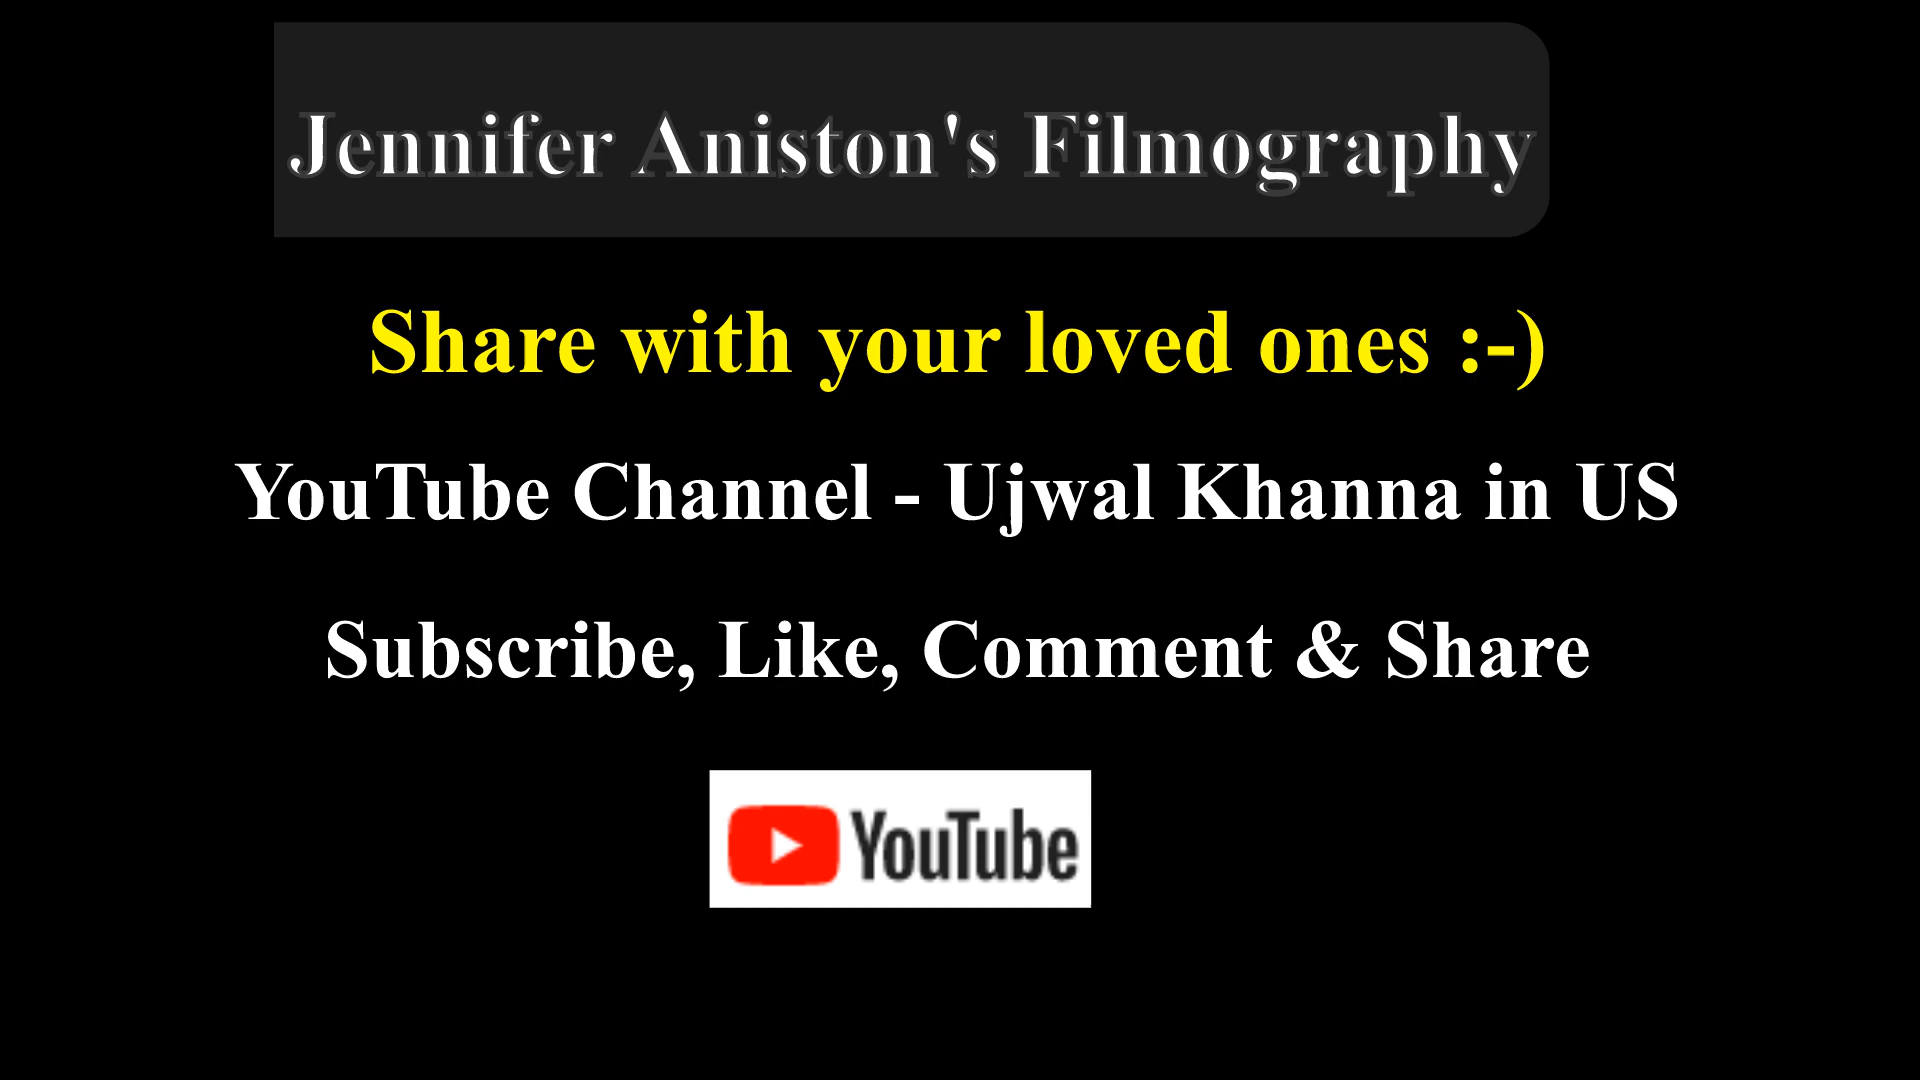 Jennifer Aniston's Filmography
Share with your loved ones :-)
YouTube Channel - Ujwal Khanna in US
Subscribe, Like, Comment & Share
YouTube